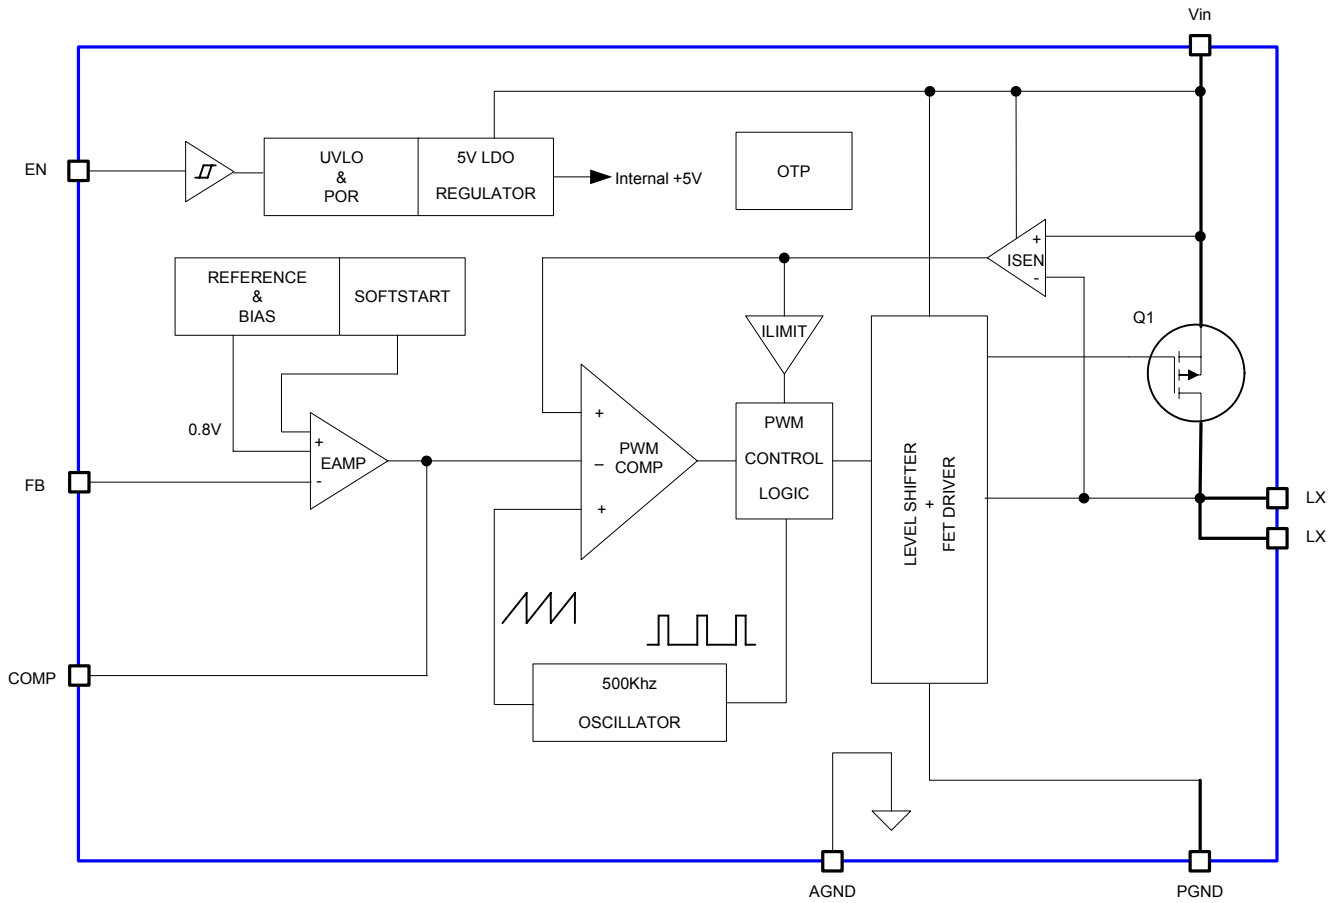 Vin
EN
UVLO
&
POR
5V LDO
REGULATOR
Internal +5V
OTP
REFERENCE
&
BIAS
SOFTSTART
+
ISEN
-
ILIMIT
Q1
0.8V
+
EAMP
-
FB
+
PWM
COMP
–
+
PWM
CONTROL
LOGIC
LEVEL SHIFTER
+
FET DRIVER
LX
LX
COMP
500Khz
OSCILLATOR
AGND
PGND